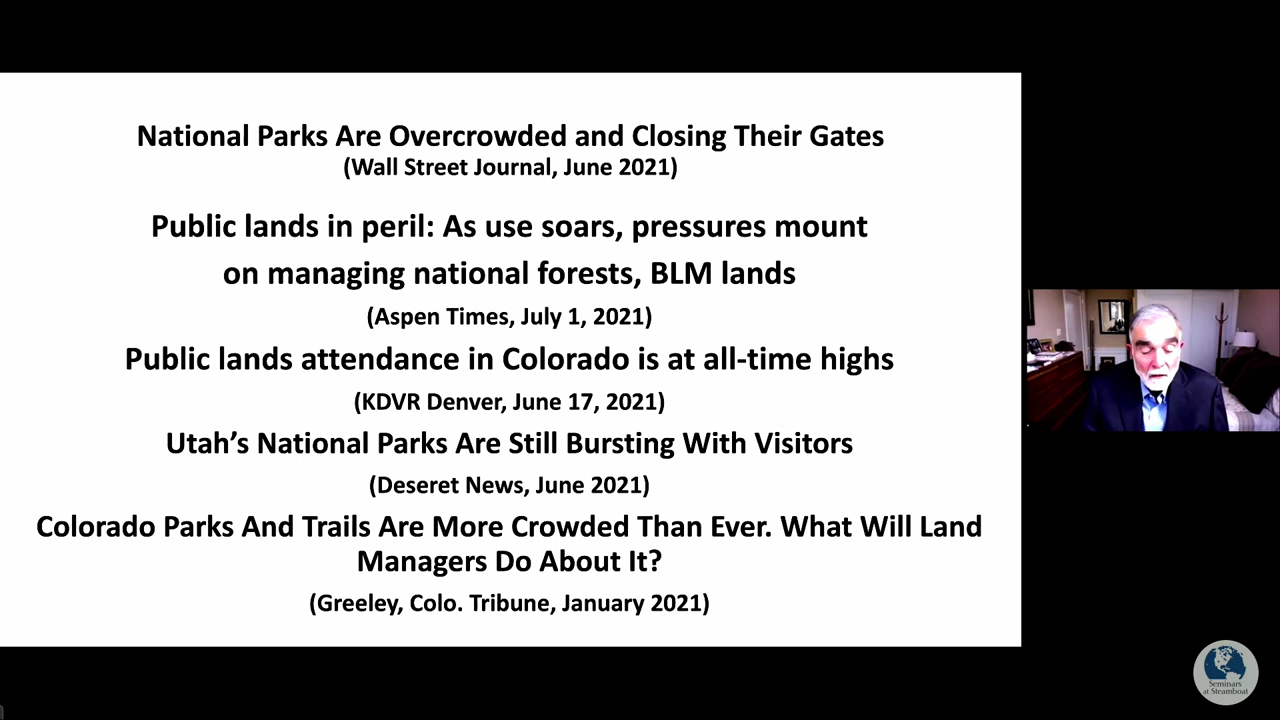 National Parks Are Overcrowded and Closing Their Gates
(Wall Street Journal, June 2021)
Public lands in peril: As use soars, pressures mount
on managing national forests, BLM lands
(Aspen Times, July 1, 2021)
Public lands attendance in Colorado is at all-time highs
(KDVR Denver, June 17, 2021)
Utah’s National Parks Are Still Bursting With Visitors
(Deseret News, June 2021)
Colorado Parks And Trails Are More Crowded Than Ever. What Will Land
Managers Do About It?
(Greeley, Colo. Tribune, January 2021)
Seminars
at Steamboat